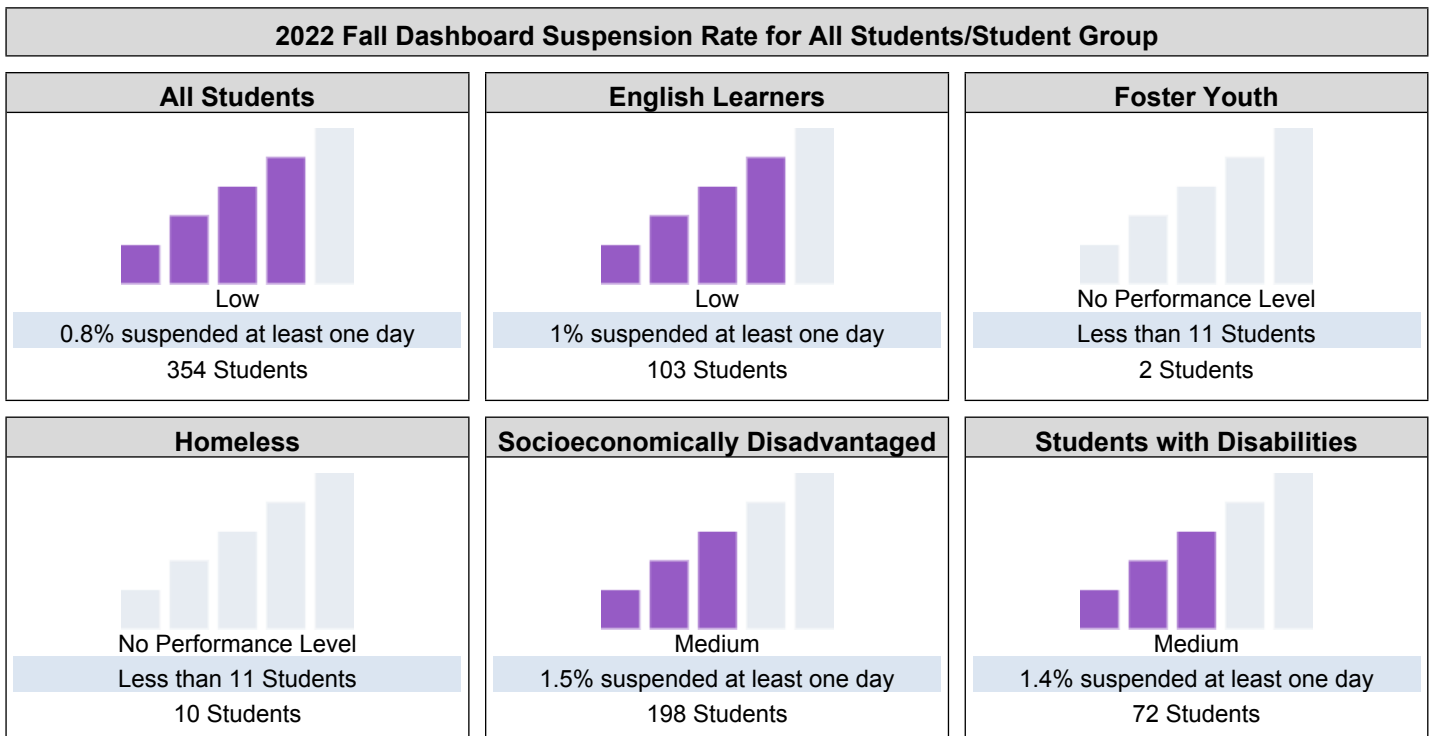 2022 Fall Dashboard Suspension Rate for All Students/Student Group
All Students
Low
0.8% suspended at least one day
354 Students
English Learners
Low
1% suspended at least one day
103 Students
Foster Youth
No Performance Level
Less than 11 Students
2 Students
Homeless
No Performance Level
Less than 11 Students
10 Students
Socioeconomically Disadvantaged
Medium
1.5% suspended at least one day
198 Students
Students with Disabilities
Medium
1.4% suspended at least one day
72 Students